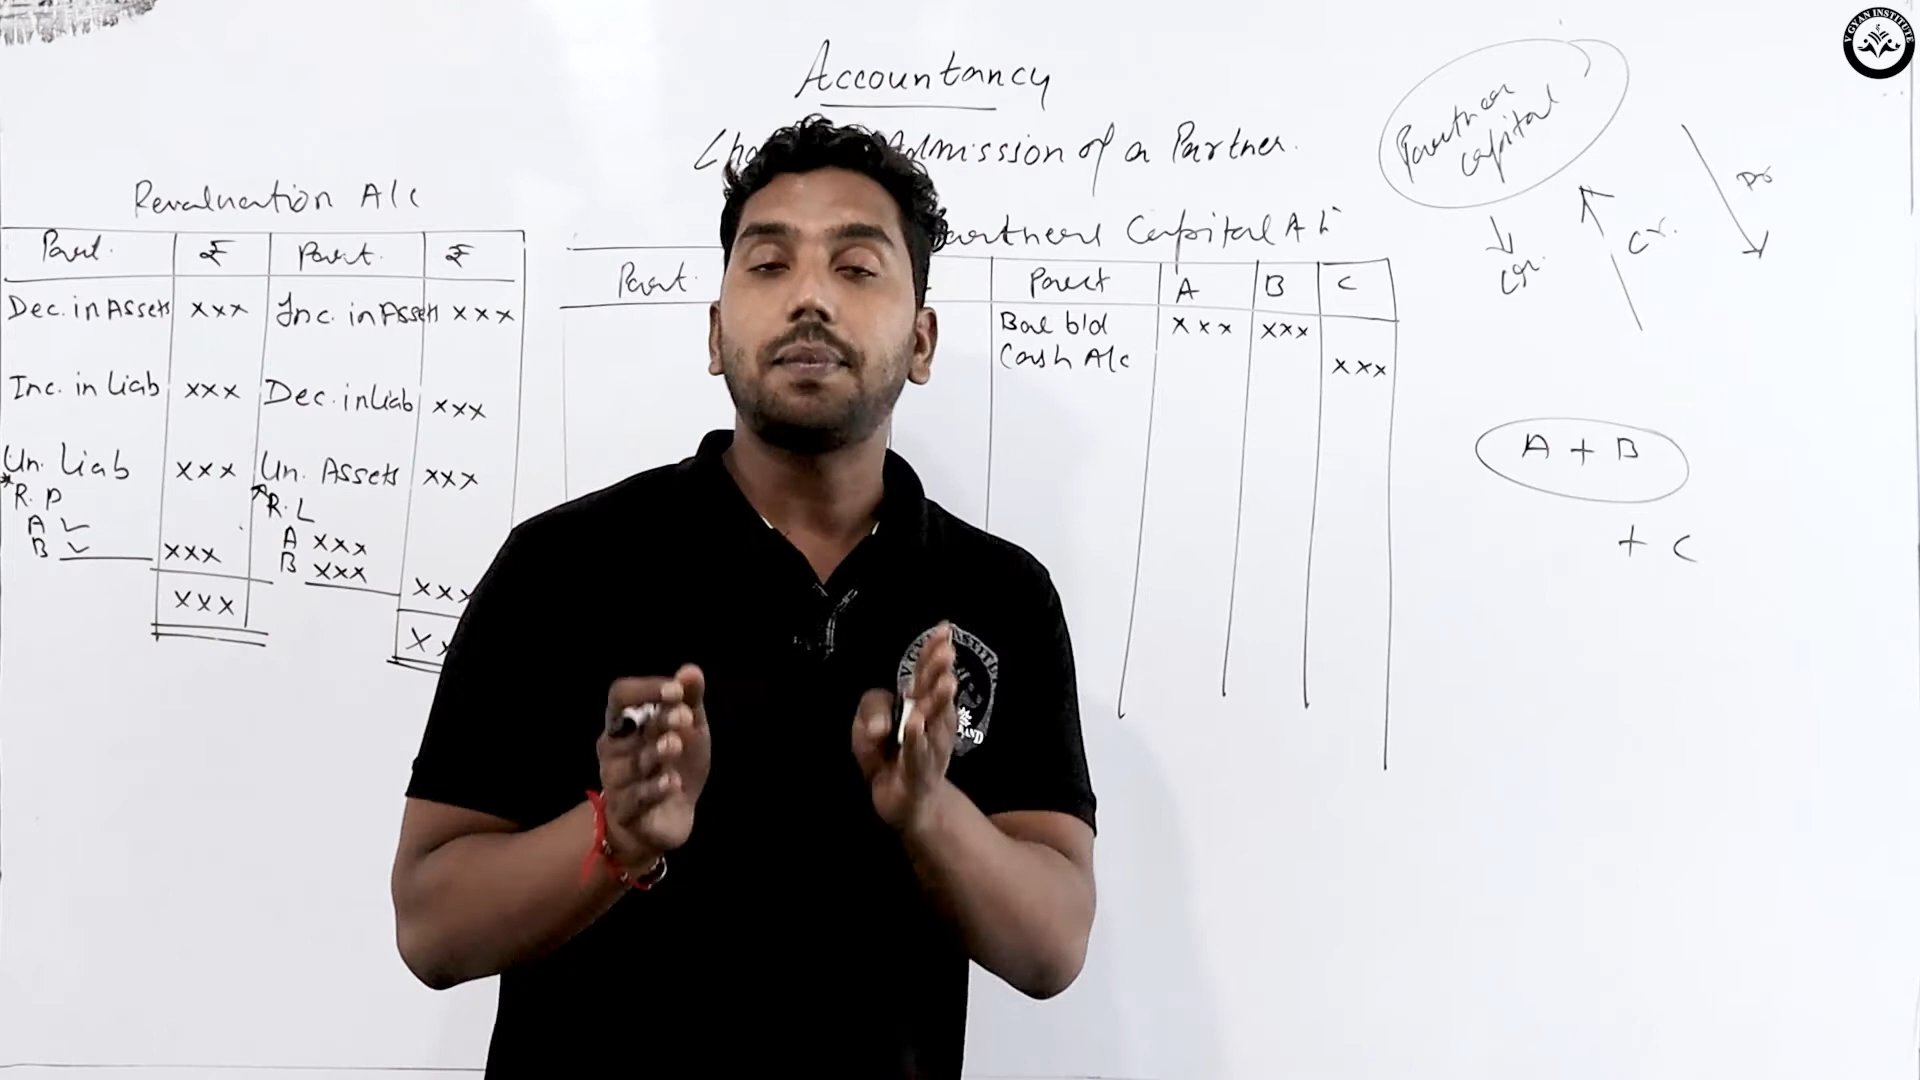 V GYAN INSTITUTE
Accountancy
Admission of a Partner.
Partner
Capital
Cr.
Cr.
Dr
Revaluation A/c
Part. ₹ Part. ₹
Dec. in Assets xxx Inc. in Assets xxx
Inc. in Liab xxx Dec. in Liab xxx
Un. Liab xxx Un. Assets xxx
*R. P *R. L
A ✓ A xxx
B ✓ xxx B xxx xxx
xxx
Capital A
Part. Part A B C
Bal b/d xxx xxx
Cash A/c xxx
A + B
+ C